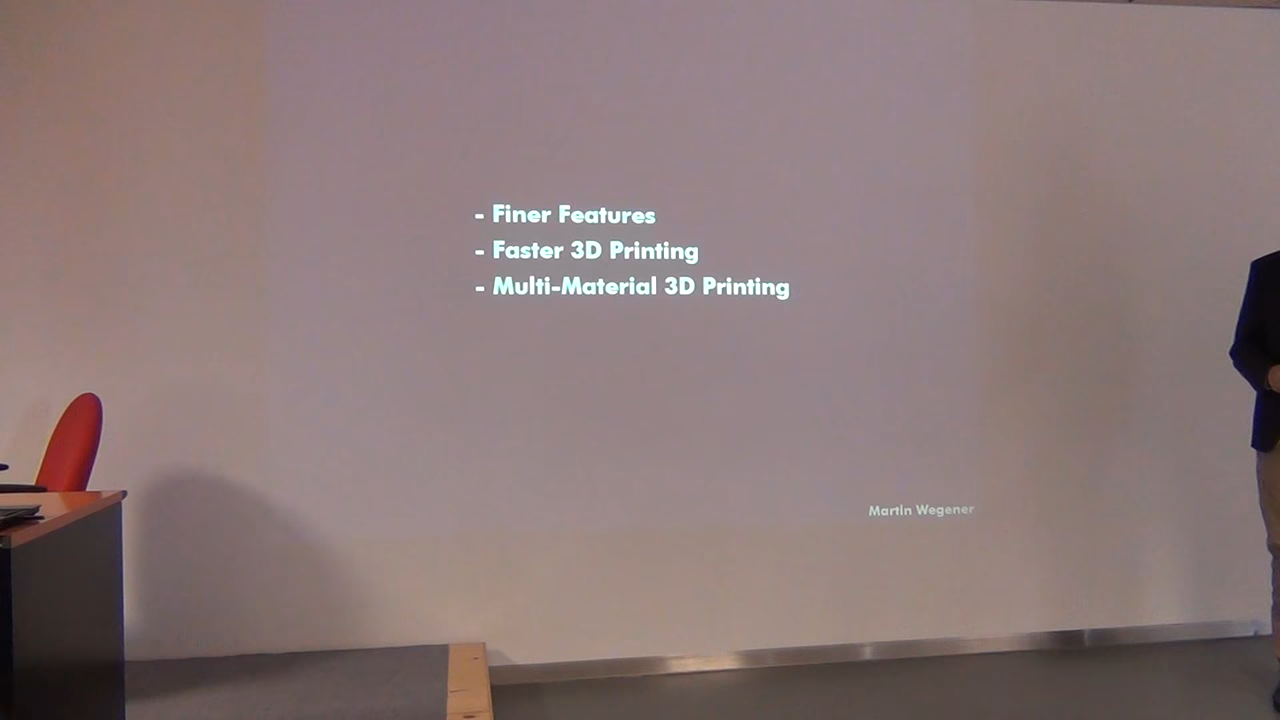 - Finer Features
- Faster 3D Printing
- Multi-Material 3D Printing
Martin Wegener